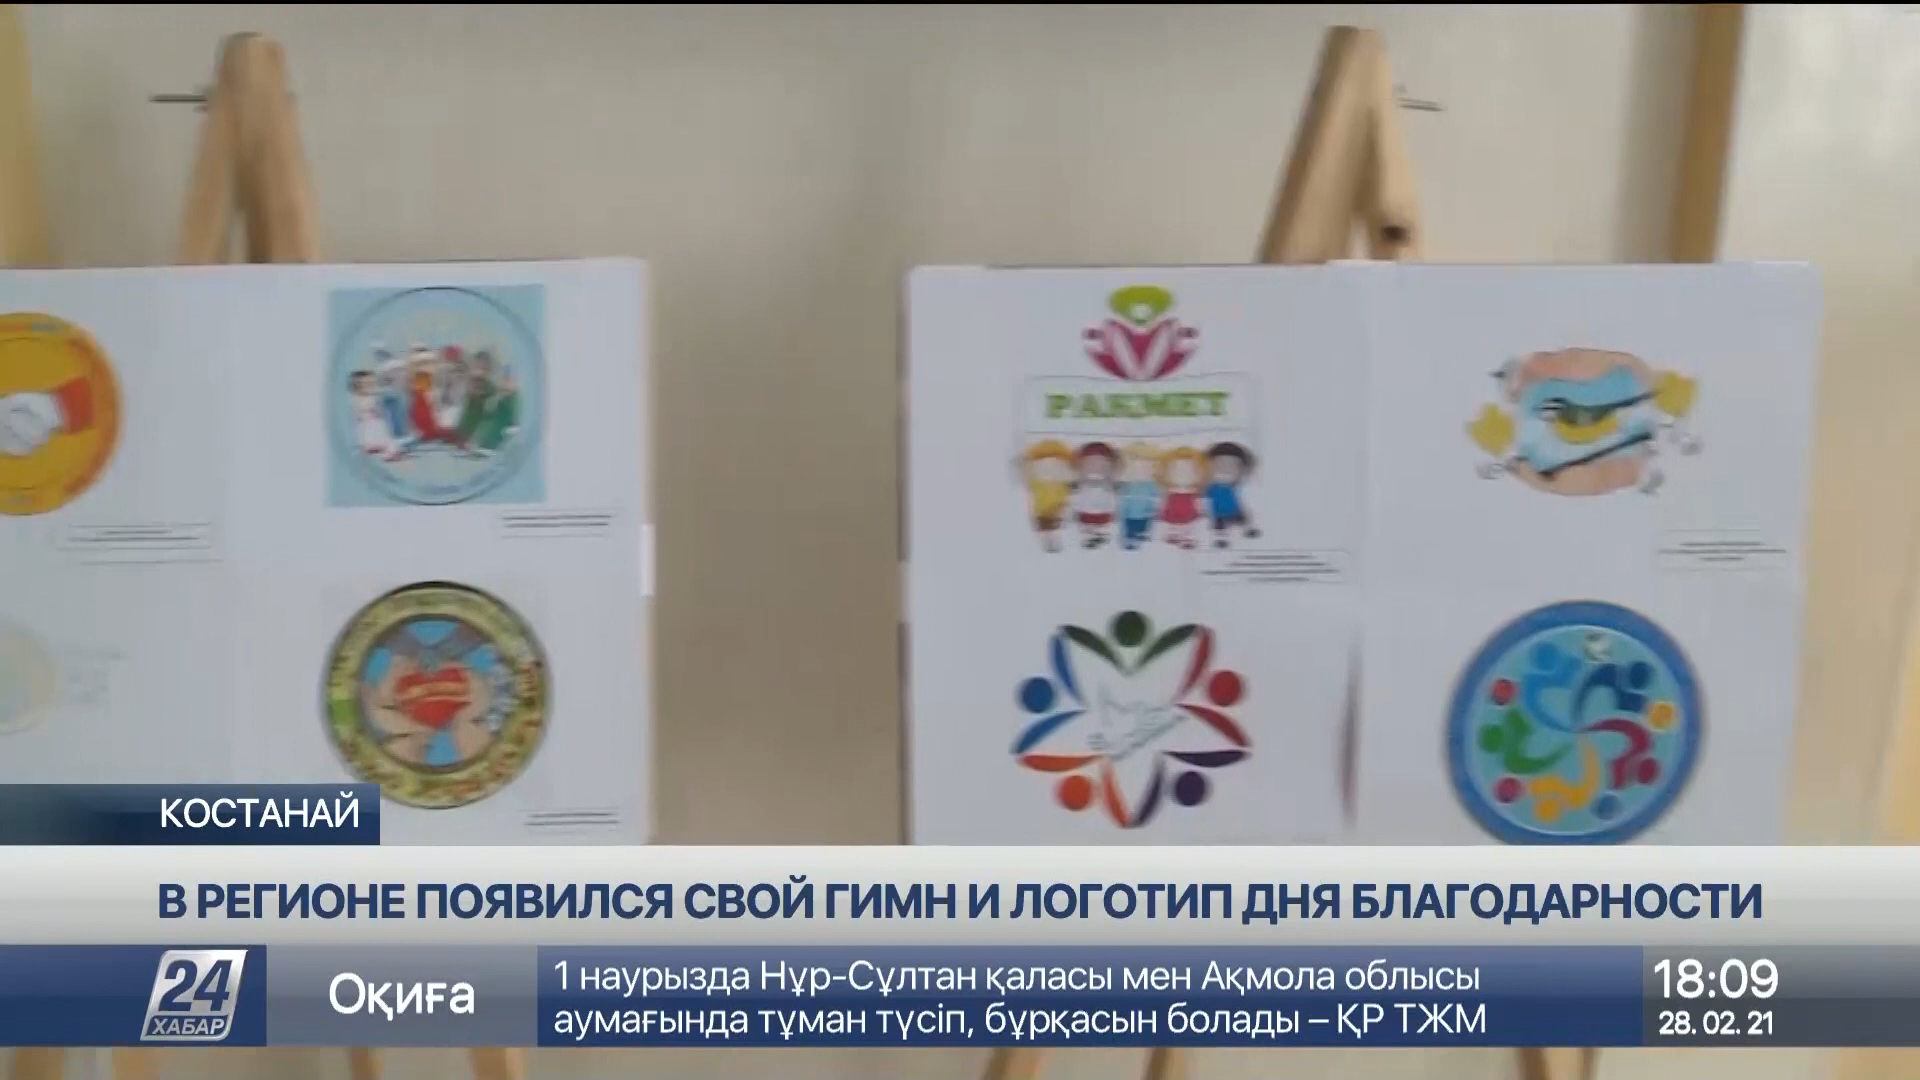 РАҚМЕТ
КОСТАНАЙ
В РЕГИОНЕ ПОЯВИЛСЯ СВОЙ ГИМН И ЛОГОТИП ДНЯ БЛАГОДАРНОСТИ
24
ХАБАР
Оқиға
1 наурызда Нұр-Сұлтан қаласы мен Ақмола облысы
аумағында тұман түсіп, бұрқасын болады – ҚР ТЖМ
18:09
28. 02. 21